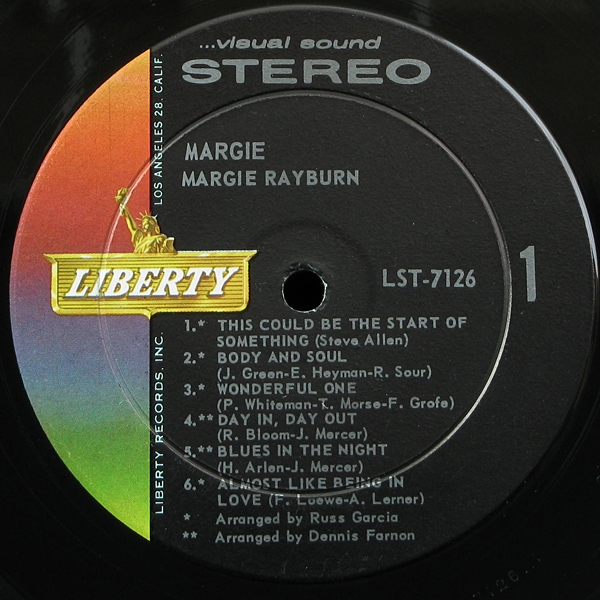 ...visual sound
STEREO
LOS ANGELES 28, CALIF.
MARGIE
MARGIE RAYBURN
LIBERTY
LST-7126
1
LIBERTY RECORDS, INC.
1.* THIS COULD BE THE START OF
SOMETHING (Steve Allen)
2.* BODY AND SOUL
(J. Green-E. Heyman-R. Sour)
3.* WONDERFUL ONE
(P. Whiteman-T. Morse-F. Grofe)
4.** DAY IN, DAY OUT
(R. Bloom-J. Mercer)
5.** BLUES IN THE NIGHT
(H. Arlen-J. Mercer)
6.* ALMOST LIKE BEING IN
LOVE (F. Loewe-A. Lerner)
* Arranged by Russ Garcia
** Arranged by Dennis Farnon